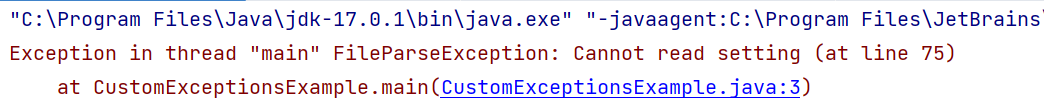 "C:\Program Files\Java\jdk-17.0.1\bin\java.exe" "-javaagent:C:\Program Files\JetBrains\
Exception in thread "main" FileParseException: Cannot read setting (at line 75)
at CustomExceptionsExample.main(CustomExceptionsExample.java:3)